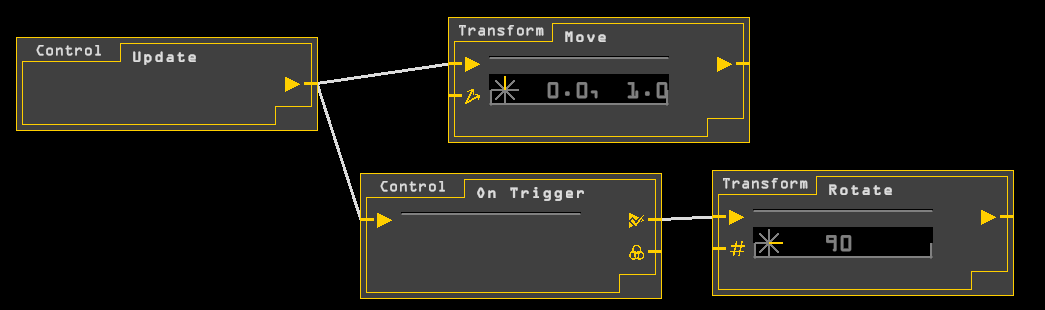 Control Update
Transform Move
0.0, 1.0
Control On Trigger
Transform Rotate
# 90